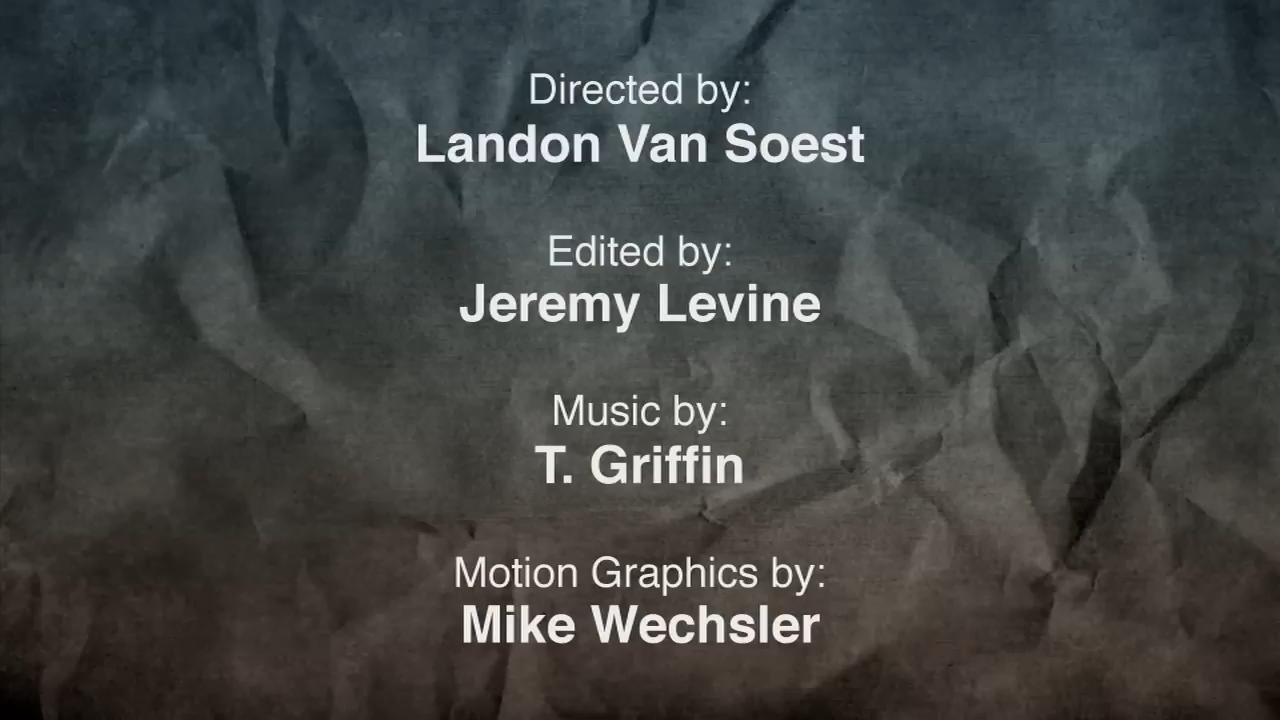 Directed by:
Landon Van Soest
Edited by:
Jeremy Levine
Music by:
T. Griffin
Motion Graphics by:
Mike Wechsler